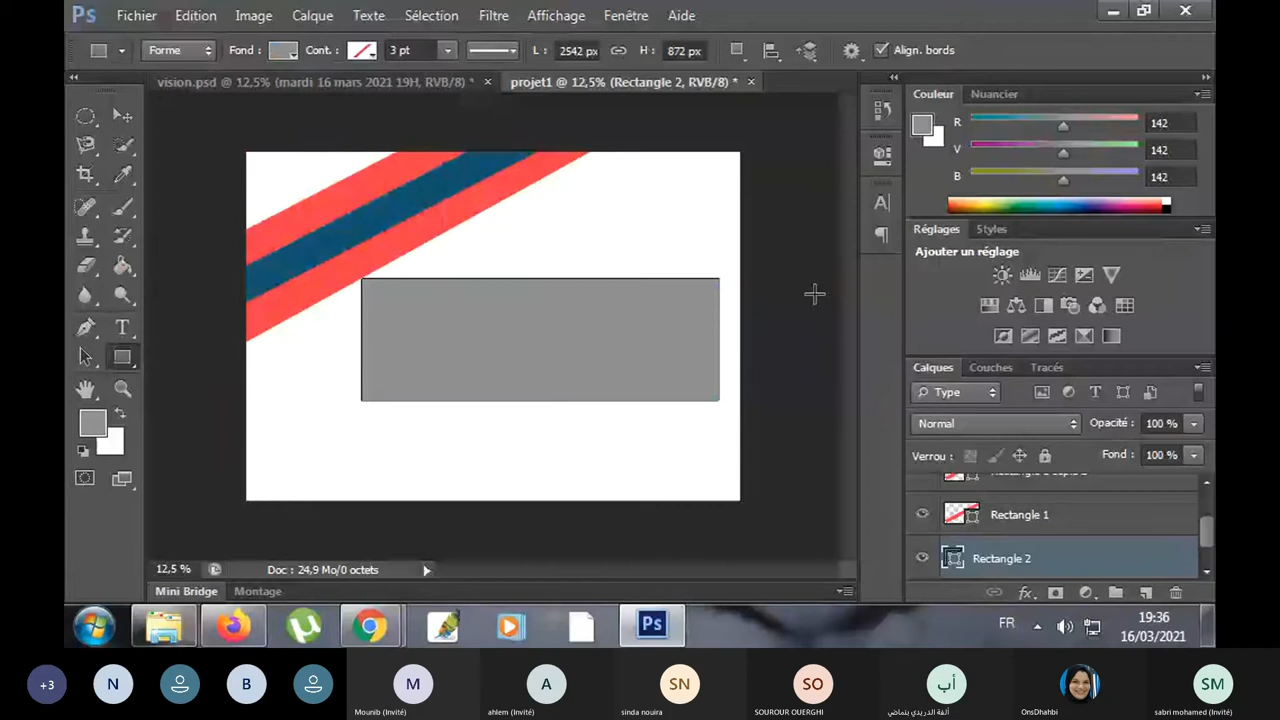 Ps Fichier Edition Image Calque Texte Sélection Filtre Affichage Fenêtre Aide
Forme Fond : Cont. : 3 pt L : 2542 px H : 872 px Align. bords
vision.psd @ 12,5% (mardi 16 mars 2021 19H, RVB/8) * × projet1 @ 12,5% (Rectangle 2, RVB/8) * ×
Couleur Nuancier
R 142
V 142
B 142
Réglages Styles
Ajouter un réglage
Calques Couches Tracés
Type
Normal Opacité : 100 %
Verrou : Fond : 100 %
Rectangle 1
Rectangle 2
12,5 % Doc : 24,9 Mo/0 octets
Mini Bridge Montage
Ps
FR 19:36
16/03/2021
+3 N B M A SN SO أب SM
Mounib (Invité) ahlem (Invité) sinda nouira SOUROUR OUERGHI ألفة الدريدي بنماضي OnsDhahbi sabri mohamed (Invité)